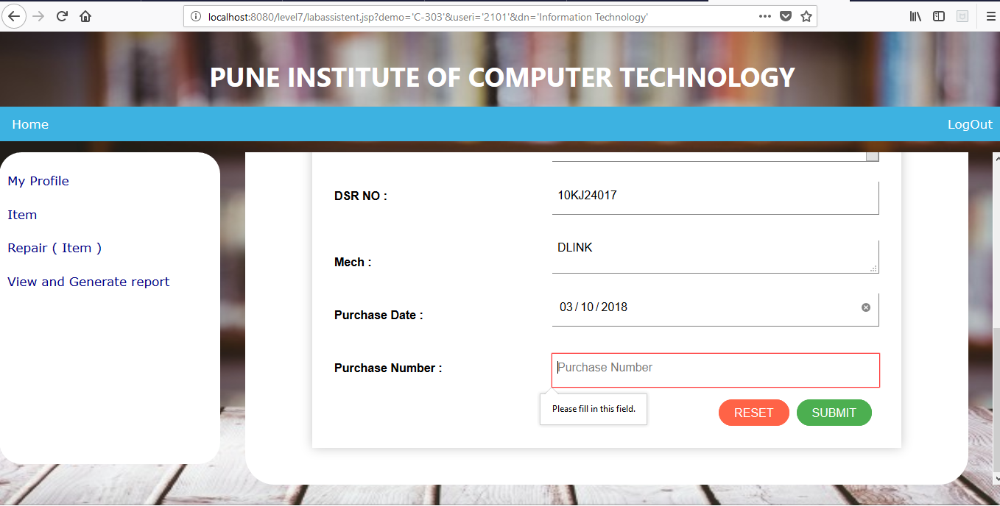 localhost:8080/level7/labassistent.jsp?demo='C-303'&useri='2101'&dn='Information Technology'
PUNE INSTITUTE OF COMPUTER TECHNOLOGY
Home
LogOut
My Profile
Item
Repair ( Item )
View and Generate report
DSR NO :
10KJ24017
Mech :
DLINK
Purchase Date :
03 / 10 / 2018
Purchase Number :
Purchase Number
Please fill in this field.
RESET
SUBMIT